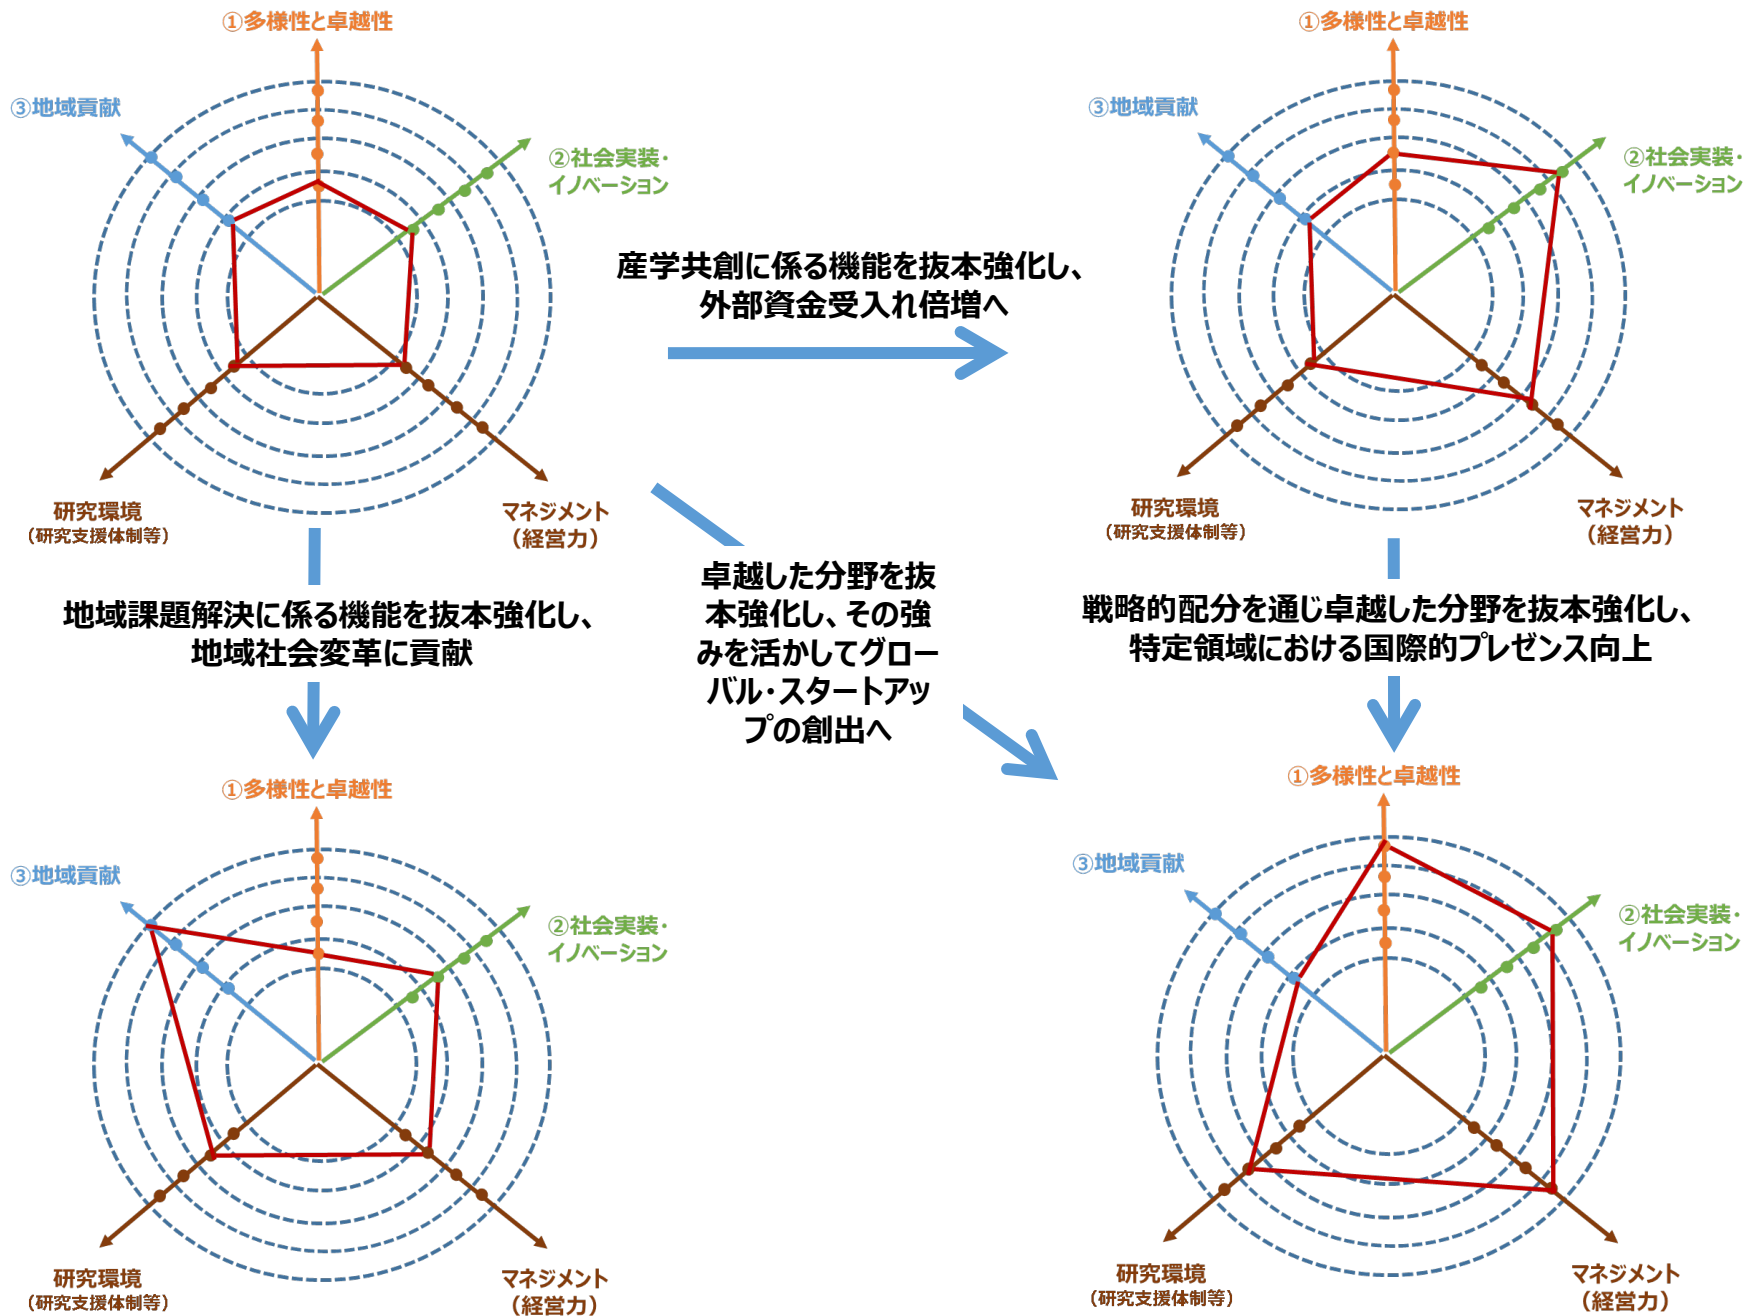 ①多様性と卓越性
③地域貢献
②社会実装・
イノベーション
研究環境
（研究支援体制等）
マネジメント
（経営力）
産学共創に係る機能を抜本強化し、
外部資金受入れ倍増へ
①多様性と卓越性
③地域貢献
②社会実装・
イノベーション
研究環境
（研究支援体制等）
マネジメント
（経営力）
地域課題解決に係る機能を抜本強化し、
地域社会変革に貢献
卓越した分野を抜
本強化し、その強
みを活かしてグロー
バル・スタートアッ
プの創出へ
戦略的配分を通じ卓越した分野を抜本強化し、
特定領域における国際的プレゼンス向上
①多様性と卓越性
③地域貢献
②社会実装・
イノベーション
研究環境
（研究支援体制等）
マネジメント
（経営力）
①多様性と卓越性
③地域貢献
②社会実装・
イノベーション
研究環境
（研究支援体制等）
マネジメント
（経営力）